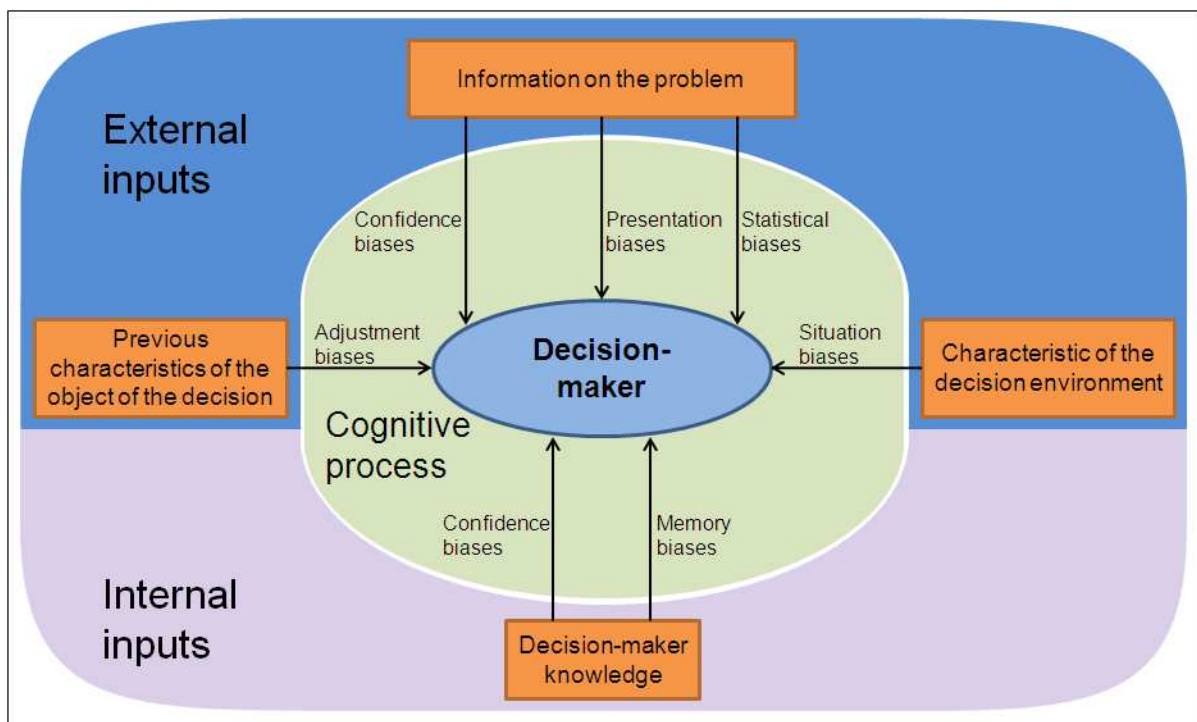 Information on the problem
External
inputs
Confidence
biases
Presentation
biases
Statistical
biases
Previous
characteristics of the
object of the decision
Adjustment
biases
Decision-
maker
Situation
biases
Characteristic of the
decision environment
Cognitive
process
Confidence
biases
Memory
biases
Internal
inputs
Decision-maker
knowledge